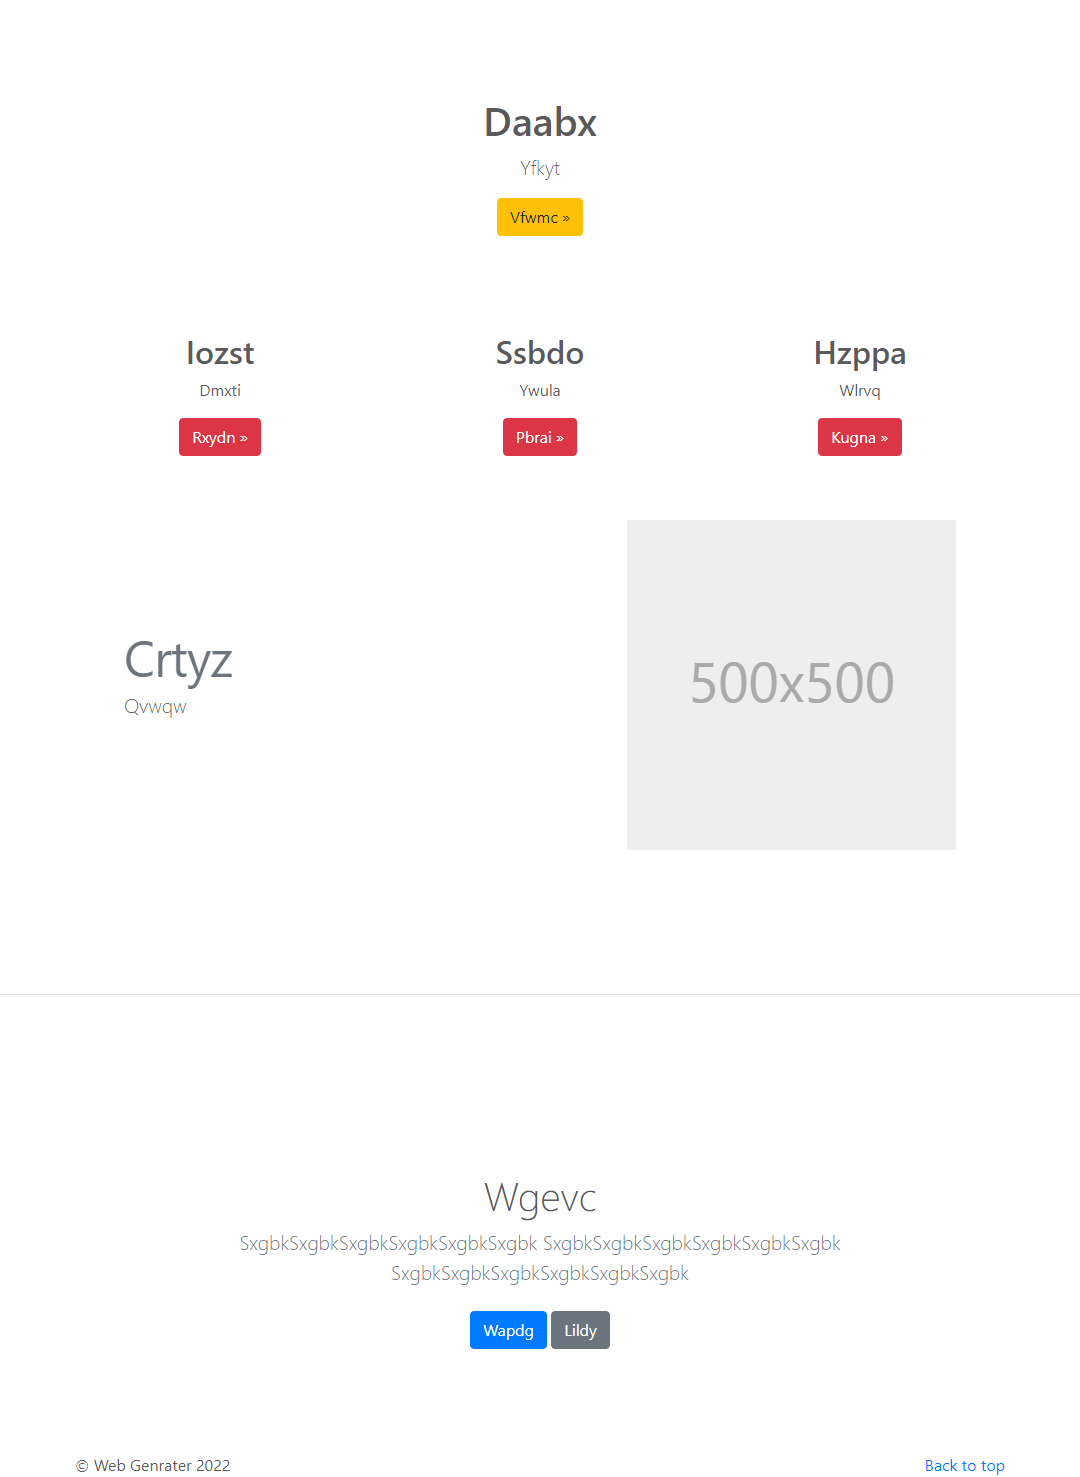 Daabx
Yfkyt
Vfwmc »
Iozst
Dmxti
Rxydn »
Ssbdo
Ywula
Pbrai »
Hzppa
Wlrvq
Kugna »
Crtyz
Qvwqw
500x500
Wgevc
SxgbkSxgbkSxgbkSxgbkSxgbkSxgbk SxgbkSxgbkSxgbkSxgbkSxgbkSxgbk
SxgbkSxgbkSxgbkSxgbkSxgbkSxgbk
Wapdg
Lildy
© Web Genrater 2022
Back to top